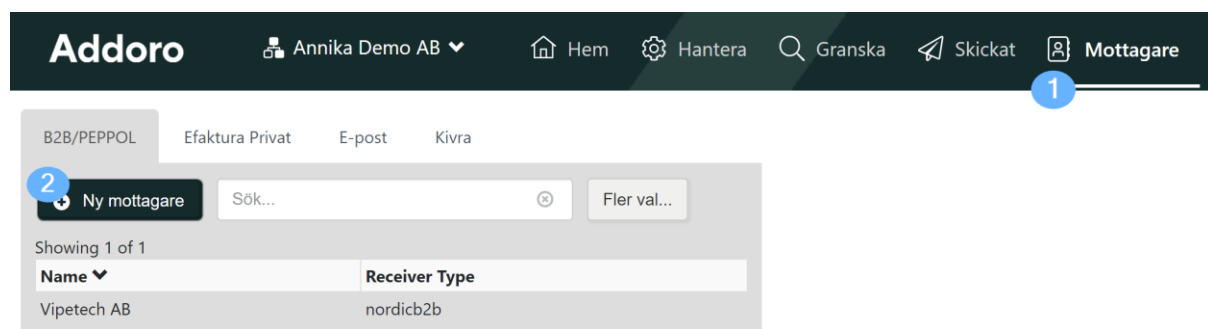 Addoro Annika Demo AB Hem Hantera Granska Skickat Mottagare
1
B2B/PEPPOL Efaktura Privat E-post Kivra
2
Ny mottagare Sök... Fler val...
Showing 1 of 1
Name Receiver Type
Vipetech AB nordicb2b